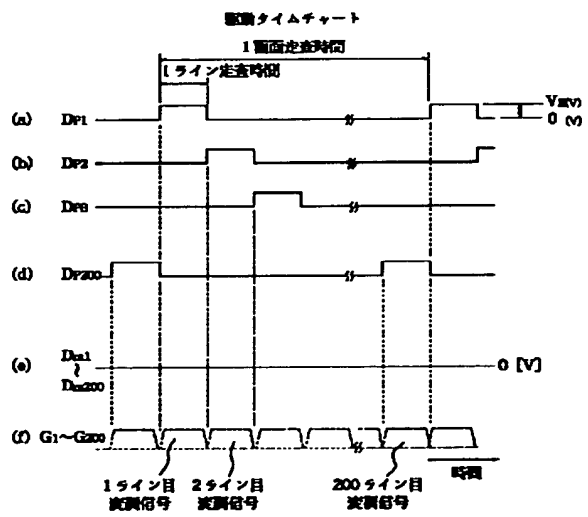 駆動タイムチャート
1画面走査時間
1ライン走査時間
(a) DP1
VE(V)
0 (V)
(b) DP2
(c) DP3
(d) DP200
(e) Dm1
~
Dm200
0 [V]
(f) G1~G200
時間
1ライン目
変調信号
2ライン目
変調信号
200ライン目
変調信号